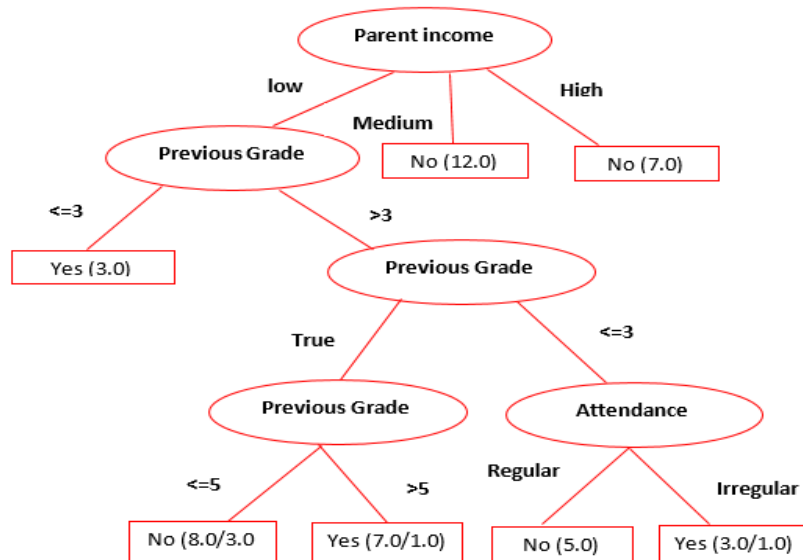 Parent income
low
High
Medium
Previous Grade
No (12.0)
No (7.0)
<=3
>3
Yes (3.0)
Previous Grade
True
<=3
Previous Grade
Attendance
Regular
<=5
>5
Irregular
No (8.0/3.0
Yes (7.0/1.0)
No (5.0)
Yes (3.0/1.0)